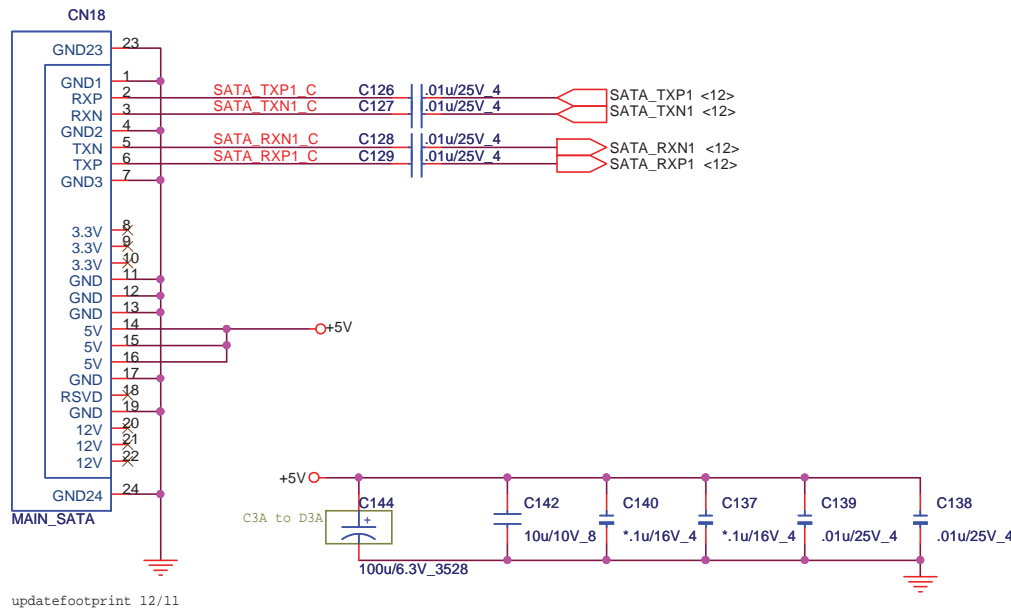 CN18
GND23 23
GND1 1
RXP 2 SATA_TXP1_C C126 .01u/25V_4 SATA_TXP1 <12>
RXN 3 SATA_TXN1_C C127 .01u/25V_4 SATA_TXN1 <12>
GND2 4
TXN 5 SATA_RXN1_C C128 .01u/25V_4 SATA_RXN1 <12>
TXP 6 SATA_RXP1_C C129 .01u/25V_4 SATA_RXP1 <12>
GND3 7
3.3V 8
3.3V 9
3.3V 10
GND 11
GND 12
GND 13
5V 14 +5V
5V 15
5V 16
GND 17
RSVD 18
GND 19
12V 20
12V 21
12V 22
GND24 24
MAIN_SATA
+5V
C3A to D3A
C144 C142 C140 C137 C139 C138
+
10u/10V_8 *.1u/16V_4 *.1u/16V_4 .01u/25V_4 .01u/25V_4
100u/6.3V_3528
updatefootprint 12/11